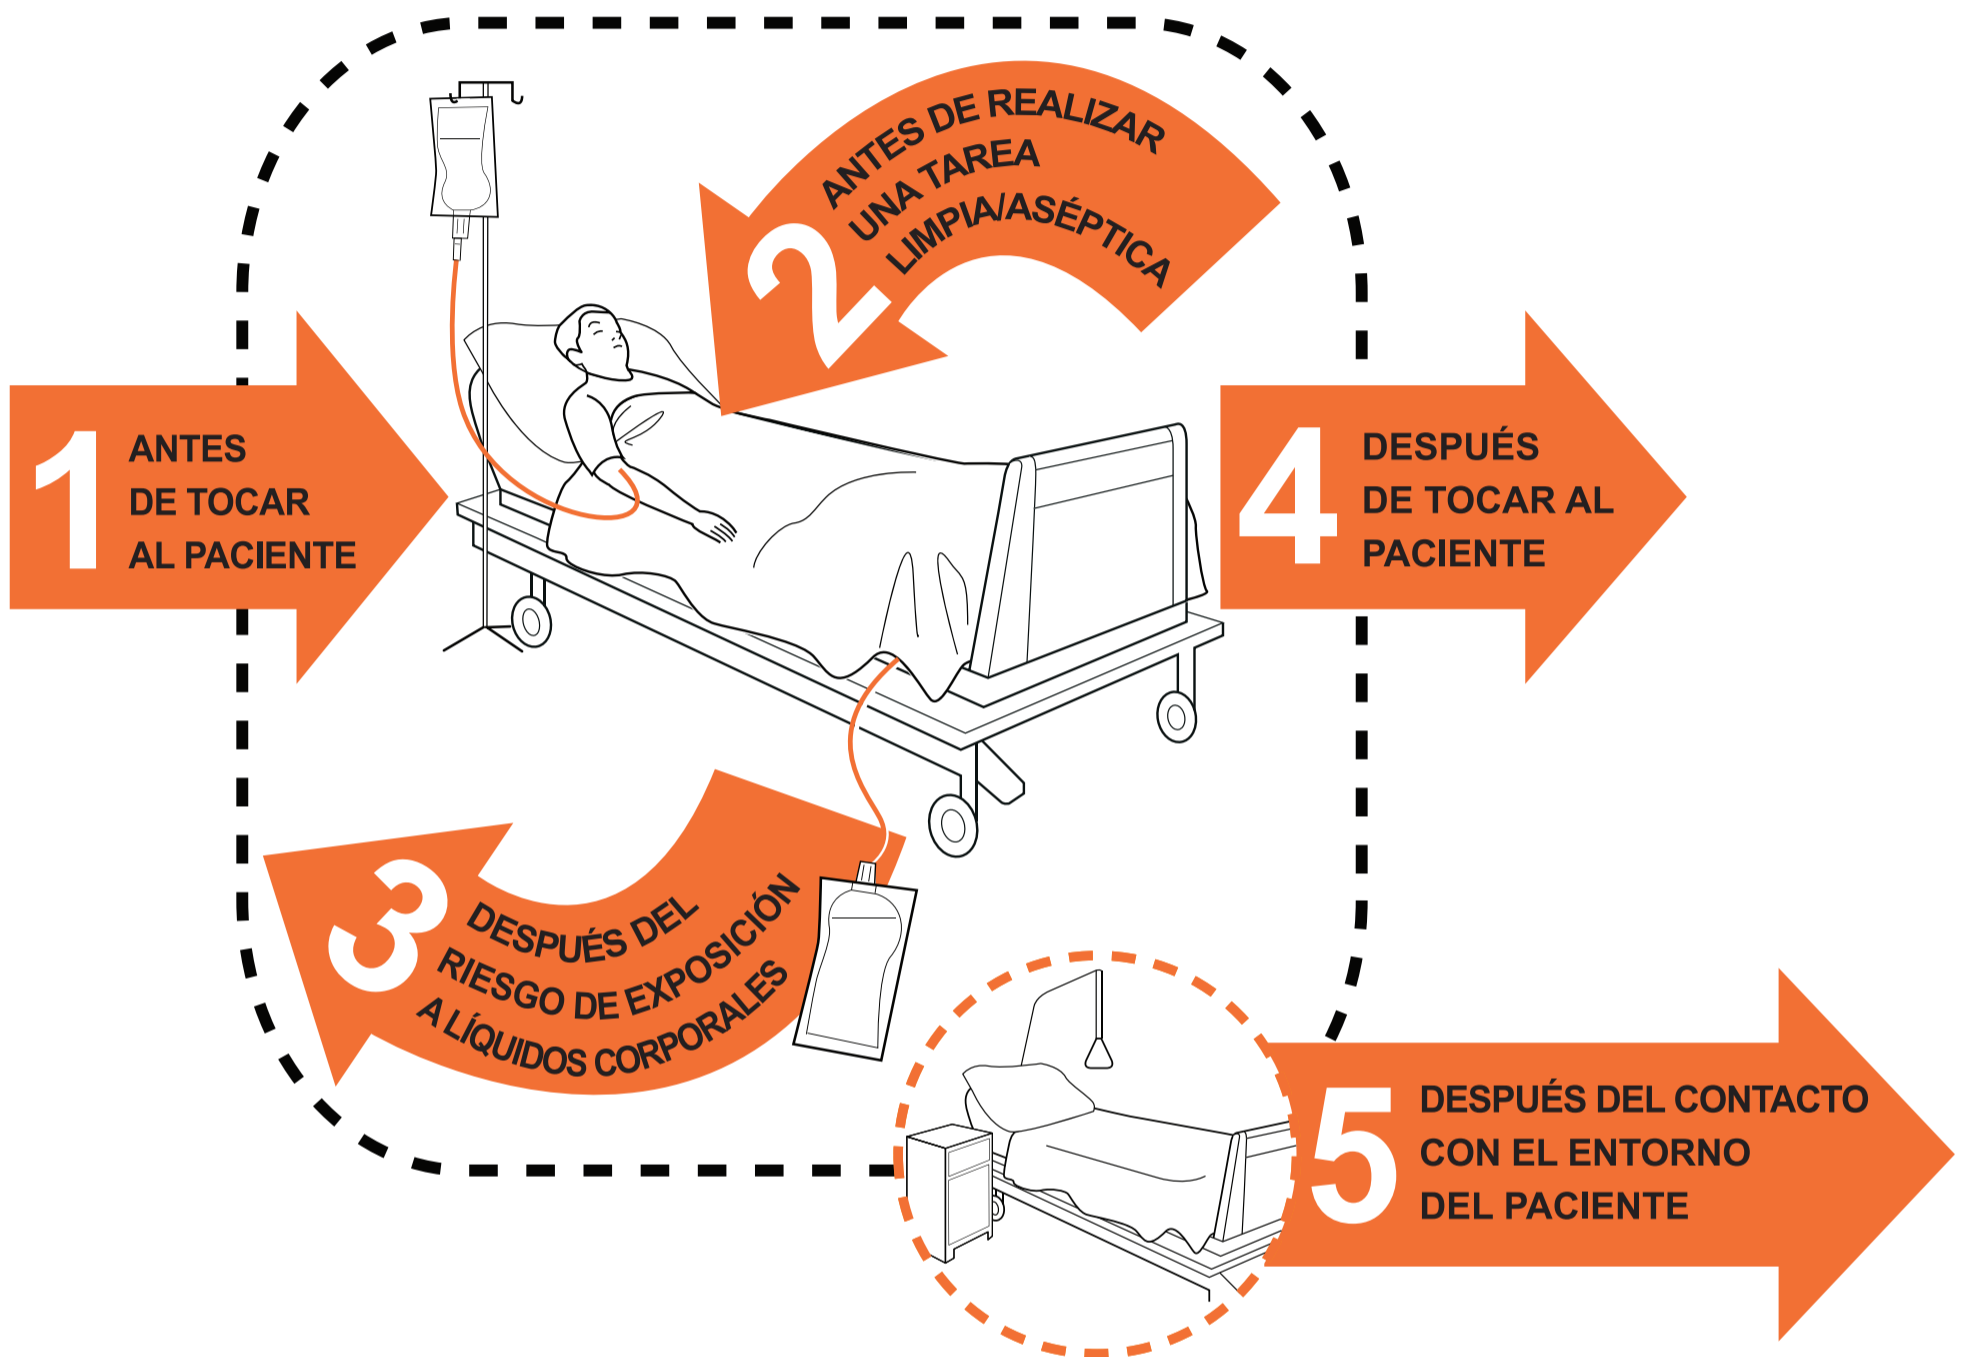 1
ANTES
DE TOCAR
AL PACIENTE
2
ANTES DE REALIZAR
UNA TAREA
LIMPIA/ASÉPTICA
3
DESPUÉS DEL
RIESGO DE EXPOSICIÓN
A LÍQUIDOS CORPORALES
4
DESPUÉS
DE TOCAR AL
PACIENTE
5
DESPUÉS DEL CONTACTO
CON EL ENTORNO
DEL PACIENTE